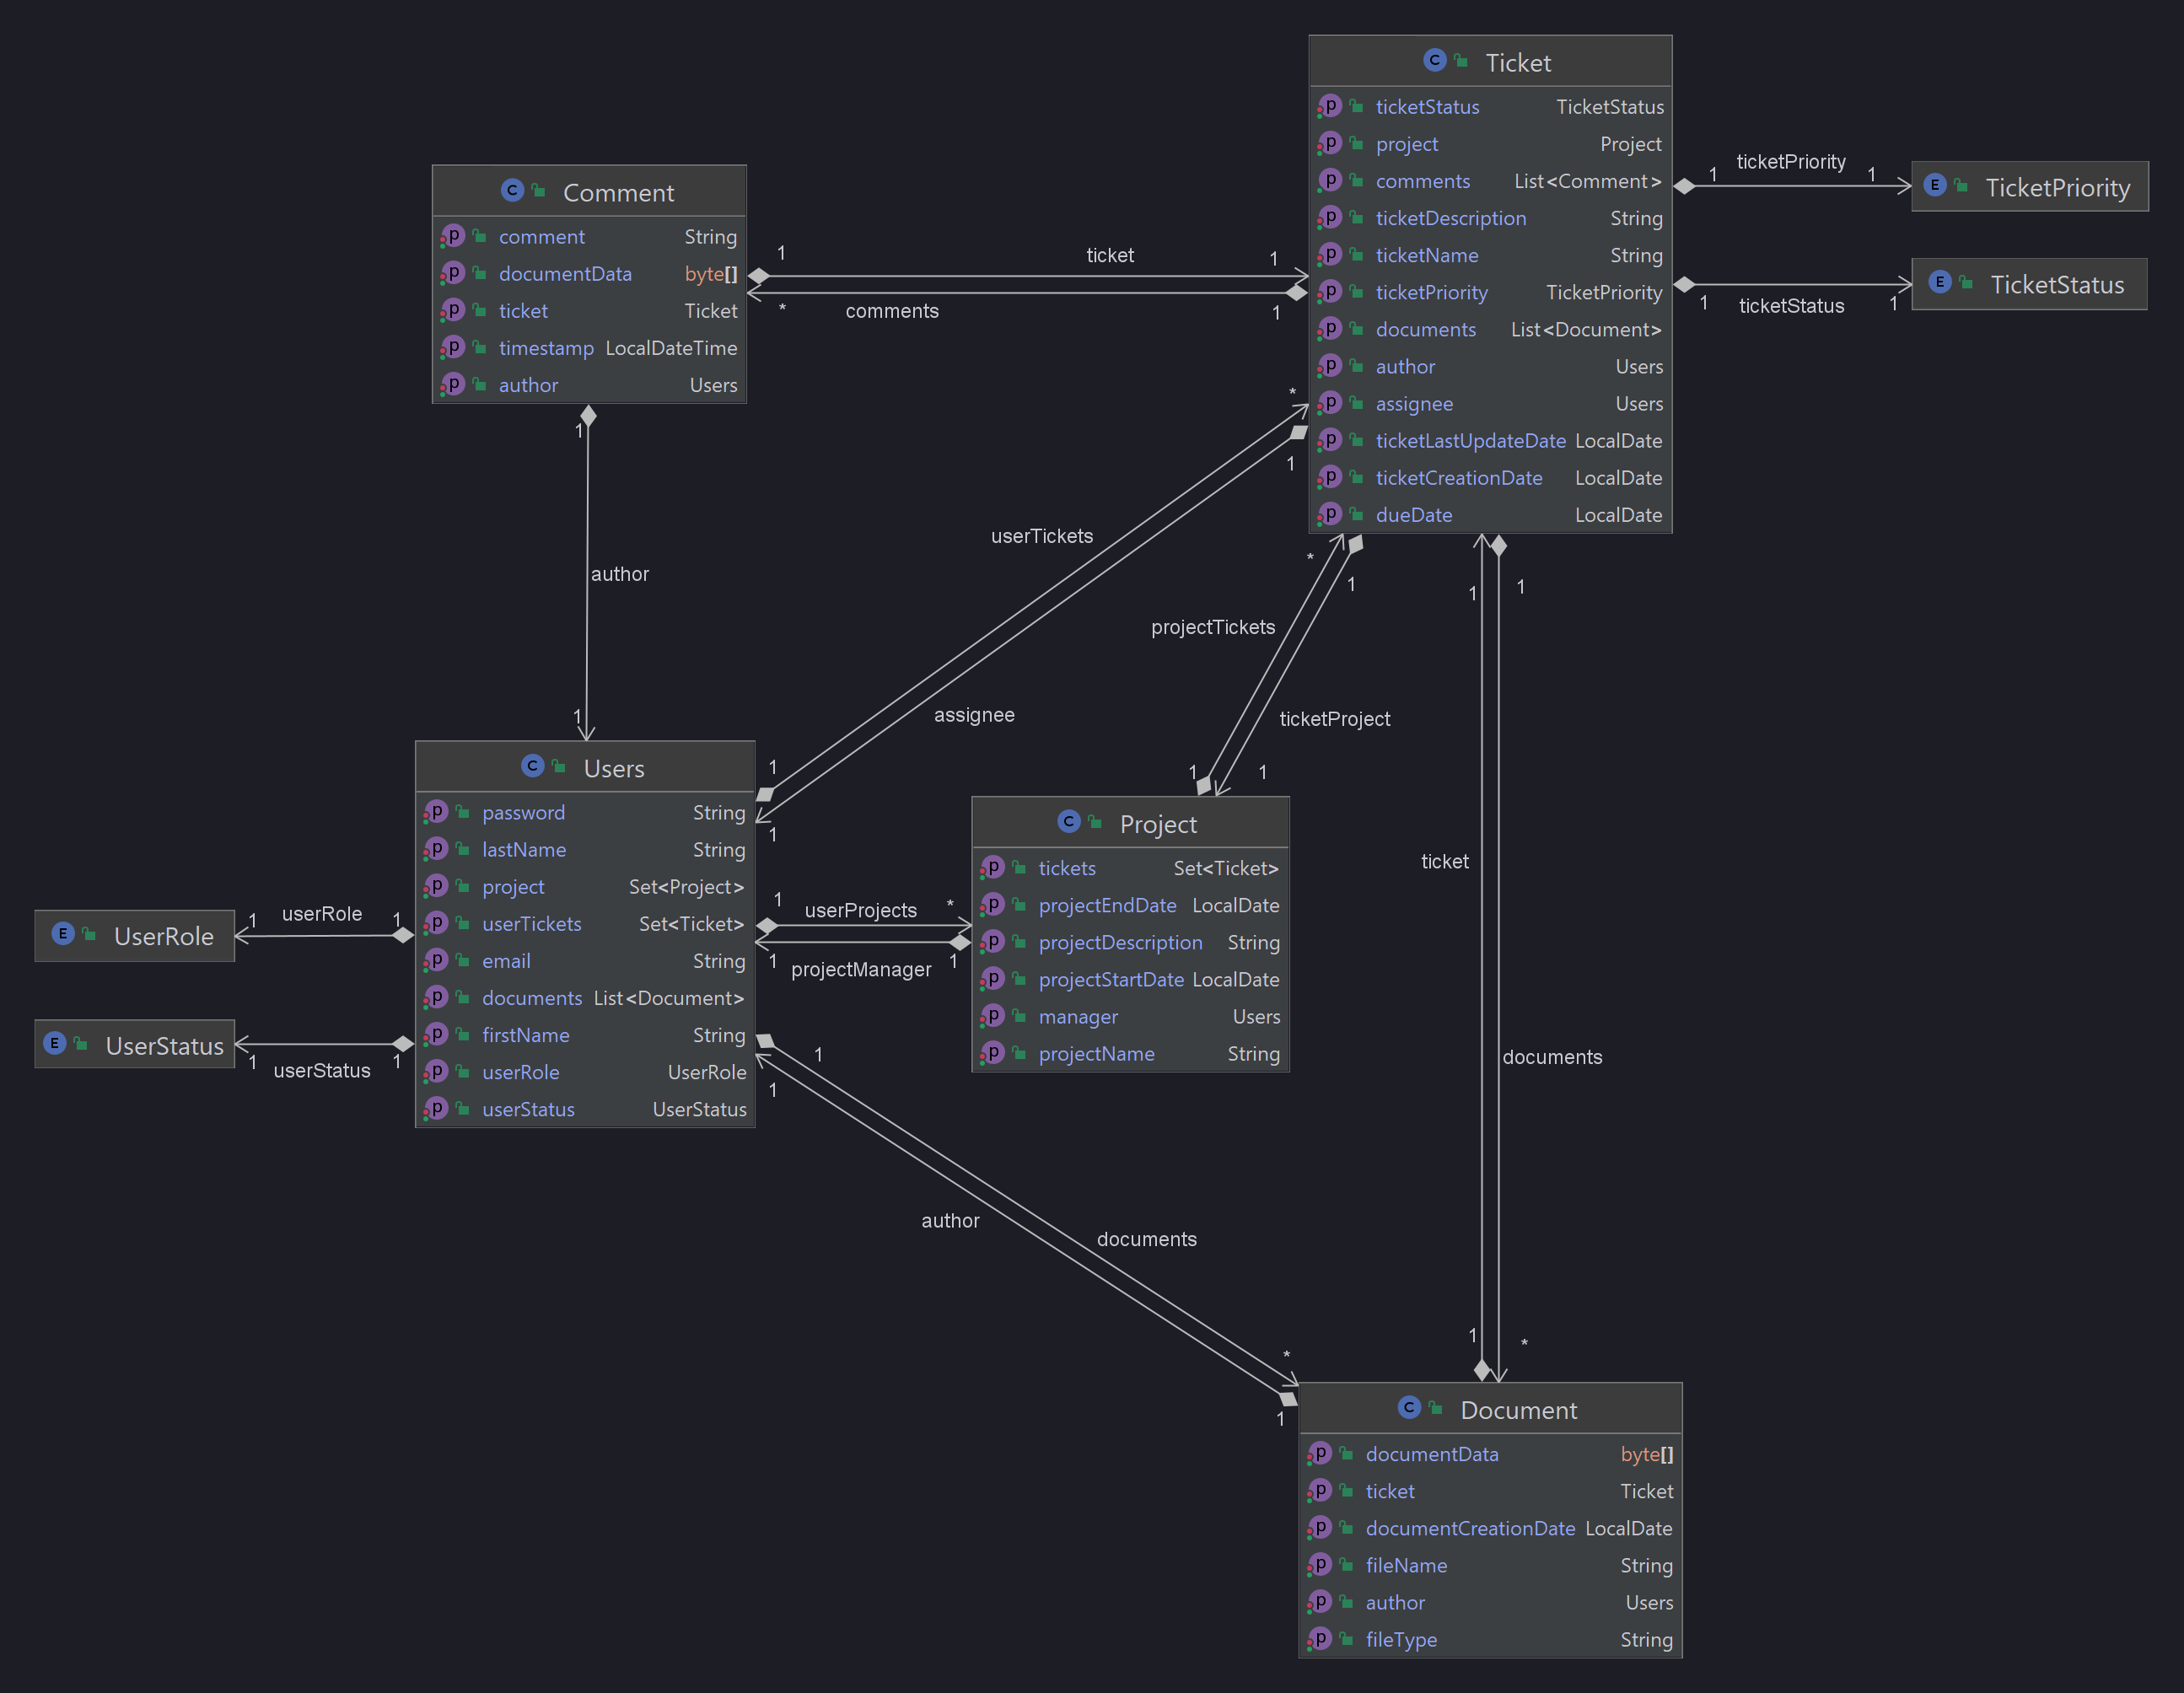 C Ticket
p ticketStatus TicketStatus
p project Project
p comments List<Comment>
p ticketDescription String
p ticketName String
p ticketPriority TicketPriority
p documents List<Document>
p author Users
p assignee Users
p ticketLastUpdateDate LocalDate
p ticketCreationDate LocalDate
p dueDate LocalDate
1 ticketPriority 1
E TicketPriority
1 ticketStatus 1
E TicketStatus
C Comment
p comment String
p documentData byte[]
p ticket Ticket
p timestamp LocalDateTime
p author Users
1 ticket 1
* comments 1
1
author
1
*
1
userTickets
assignee
1
1
*
1
projectTickets
ticketProject
1
1
1
1
ticket
documents
1
*
C Users
p password String
p lastName String
p project Set<Project>
p userTickets Set<Ticket>
p email String
p documents List<Document>
p firstName String
p userRole UserRole
p userStatus UserStatus
E UserRole
1 userRole 1
E UserStatus
1 userStatus 1
1 userProjects *
1 projectManager 1
C Project
p tickets Set<Ticket>
p projectEndDate LocalDate
p projectDescription String
p projectStartDate LocalDate
p manager Users
p projectName String
1
1
author
documents
*
1
C Document
p documentData byte[]
p ticket Ticket
p documentCreationDate LocalDate
p fileName String
p author Users
p fileType String